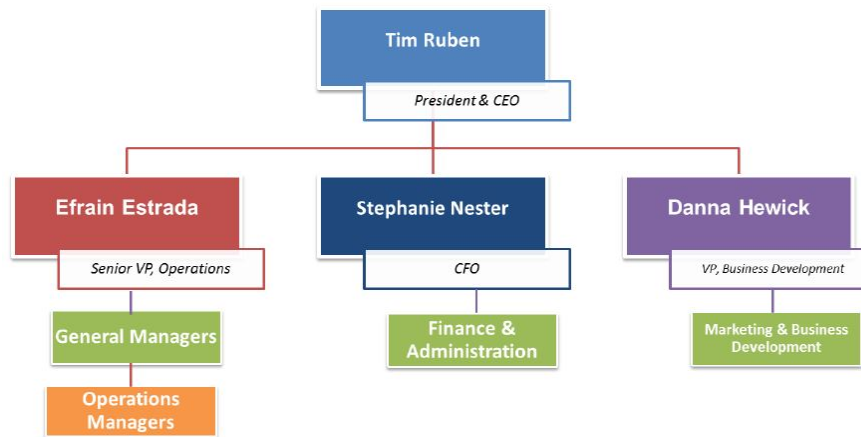 Tim Ruben
President & CEO
Efrain Estrada
Senior VP, Operations
Stephanie Nester
CFO
Danna Hewick
VP, Business Development
General Managers
Operations
Managers
Finance &
Administration
Marketing & Business
Development